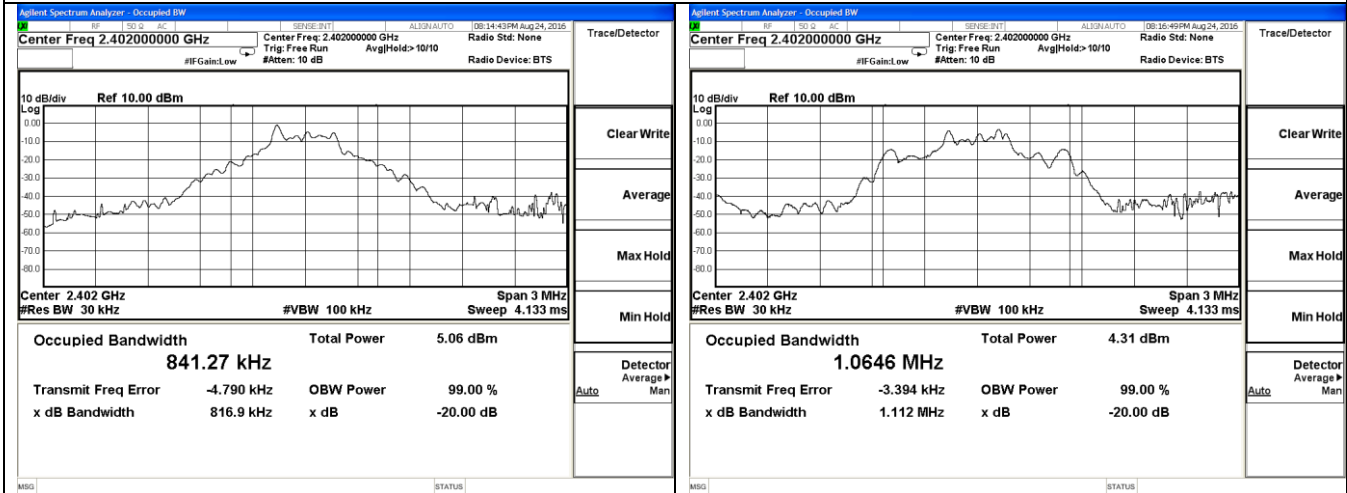 Agilent Spectrum Analyzer - Occupied BW
RF 50 Ω AC SENSE:INT ALIGN AUTO 08:14:43 PM Aug 24, 2016
Center Freq 2.402000000 GHz
Center Freq: 2.402000000 GHz
Radio Std: None
Trig: Free Run Avg|Hold:>10/10
#IFGain:Low
#Atten: 10 dB
Radio Device: BTS
10 dB/div Ref 10.00 dBm
Log
0.00
-10.0
-20.0
-30.0
-40.0
-50.0
-60.0
-70.0
-80.0
Center 2.402 GHz Span 3 MHz
#Res BW 30 kHz #VBW 100 kHz Sweep 4.133 ms
Occupied Bandwidth Total Power 5.06 dBm
841.27 kHz
Transmit Freq Error -4.790 kHz OBW Power 99.00 %
x dB Bandwidth 816.9 kHz x dB -20.00 dB
MSG STATUS
Trace/Detector
Clear Write
Average
Max Hold
Min Hold
Detector
Average
Auto Man
Agilent Spectrum Analyzer - Occupied BW
RF 50 Ω AC SENSE:INT ALIGN AUTO 08:16:49 PM Aug 24, 2016
Center Freq 2.402000000 GHz
Center Freq: 2.402000000 GHz
Radio Std: None
Trig: Free Run Avg|Hold:>10/10
#IFGain:Low
#Atten: 10 dB
Radio Device: BTS
10 dB/div Ref 10.00 dBm
Log
0.00
-10.0
-20.0
-30.0
-40.0
-50.0
-60.0
-70.0
-80.0
Center 2.402 GHz Span 3 MHz
#Res BW 30 kHz #VBW 100 kHz Sweep 4.133 ms
Occupied Bandwidth Total Power 4.31 dBm
1.0646 MHz
Transmit Freq Error -3.394 kHz OBW Power 99.00 %
x dB Bandwidth 1.112 MHz x dB -20.00 dB
MSG STATUS
Trace/Detector
Clear Write
Average
Max Hold
Min Hold
Detector
Average
Auto Man